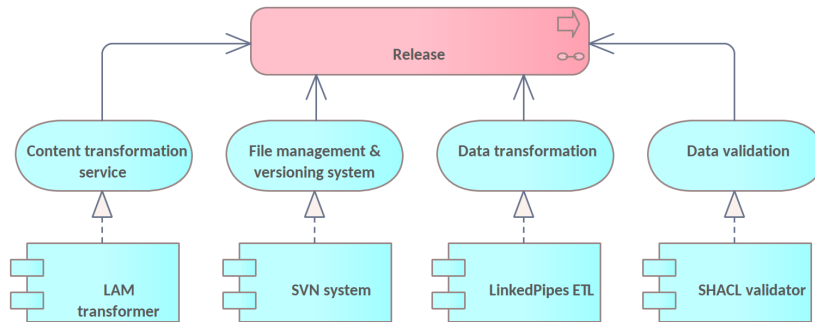 Release
Content transformation
service
File management &
versioning system
Data transformation
Data validation
LAM
transformer
SVN system
LinkedPipes ETL
SHACL validator